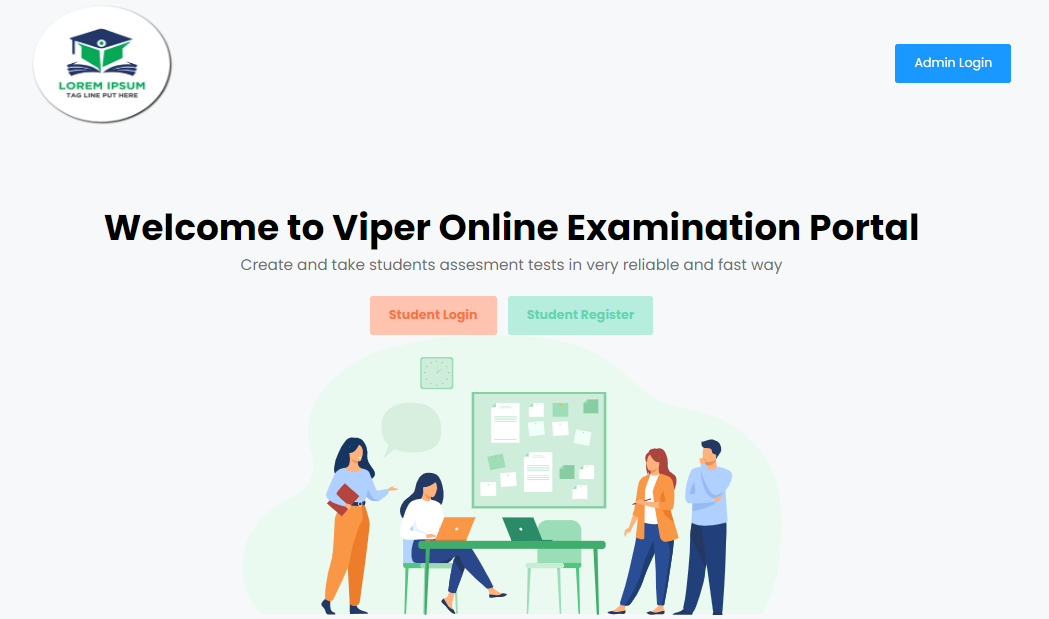 LOREM IPSUM
TAG LINE PUT HERE
Admin Login
Welcome to Viper Online Examination Portal
Create and take students assesment tests in very reliable and fast way
Student Login
Student Register